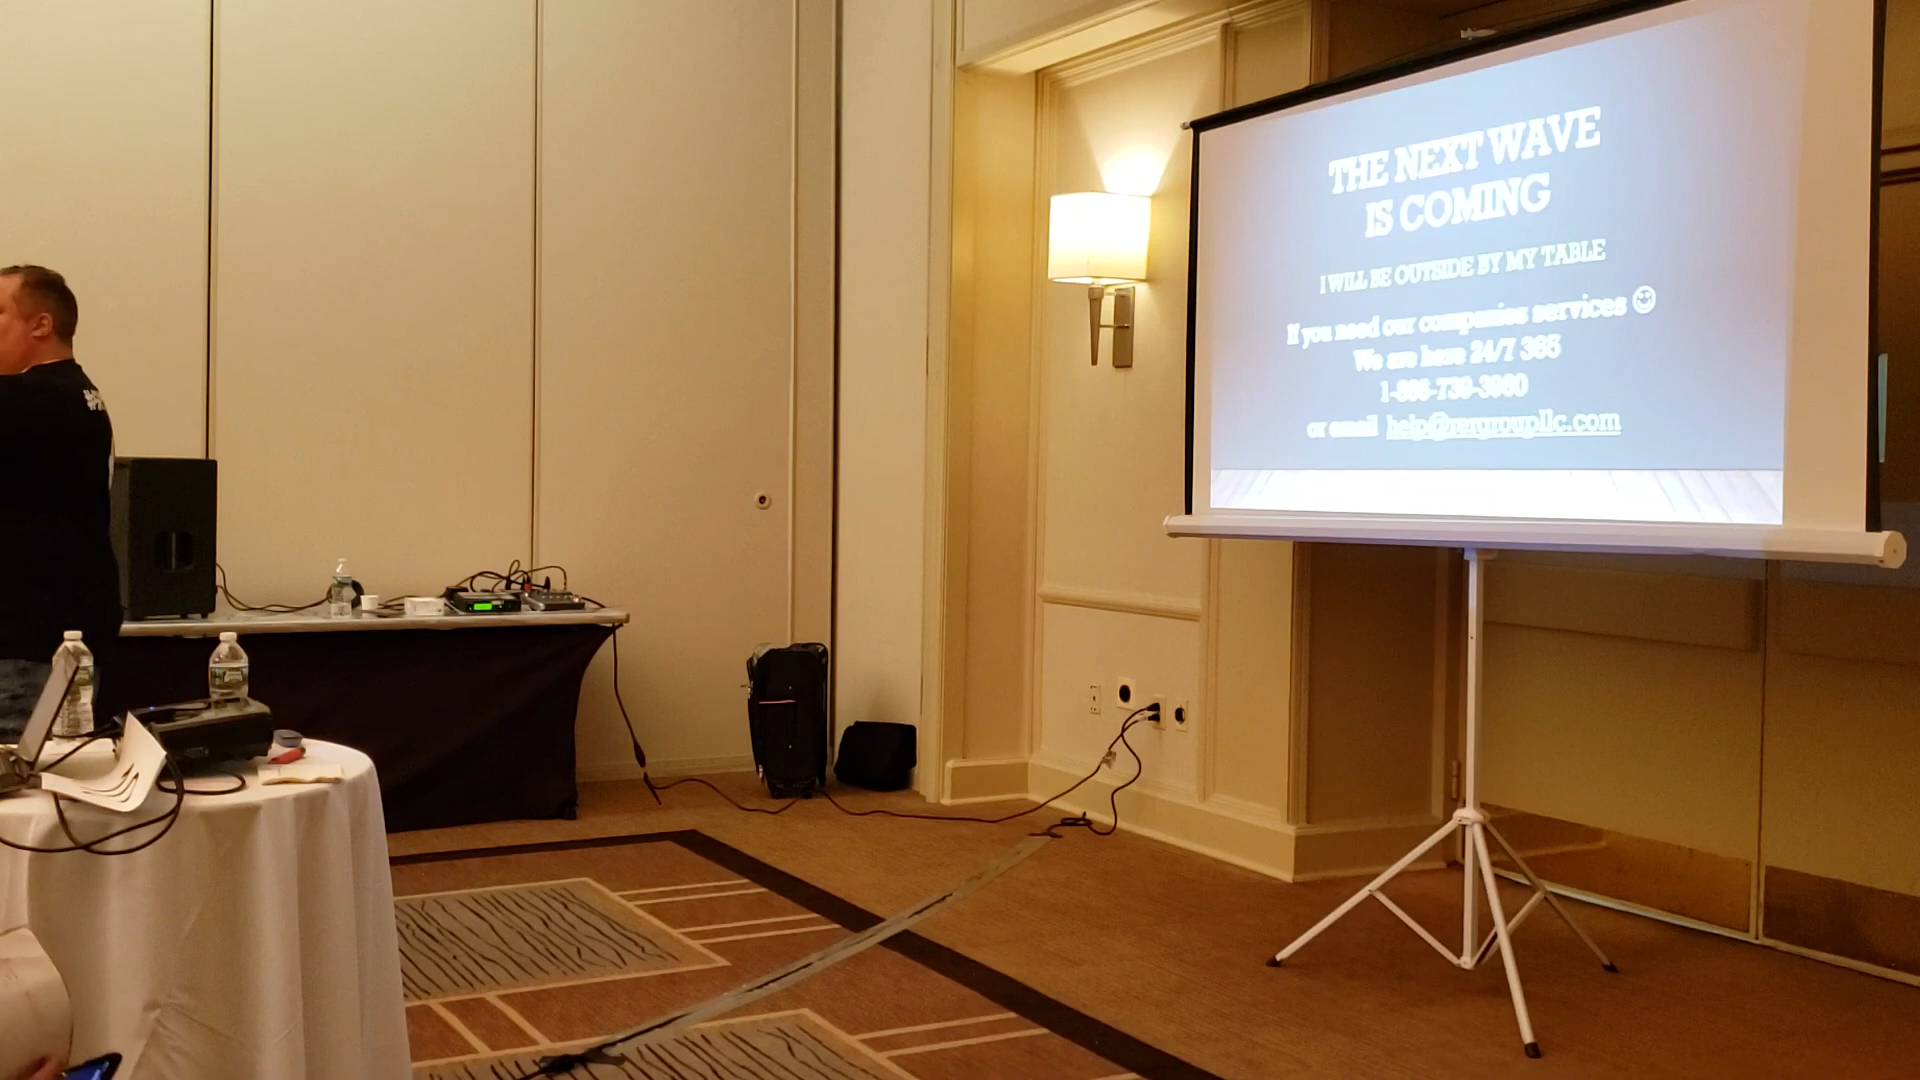 THE NEXT WAVE
IS COMING
I WILL BE OUTSIDE BY MY TABLE
If you need our companies services ☺
We are have 24/7 365
or email